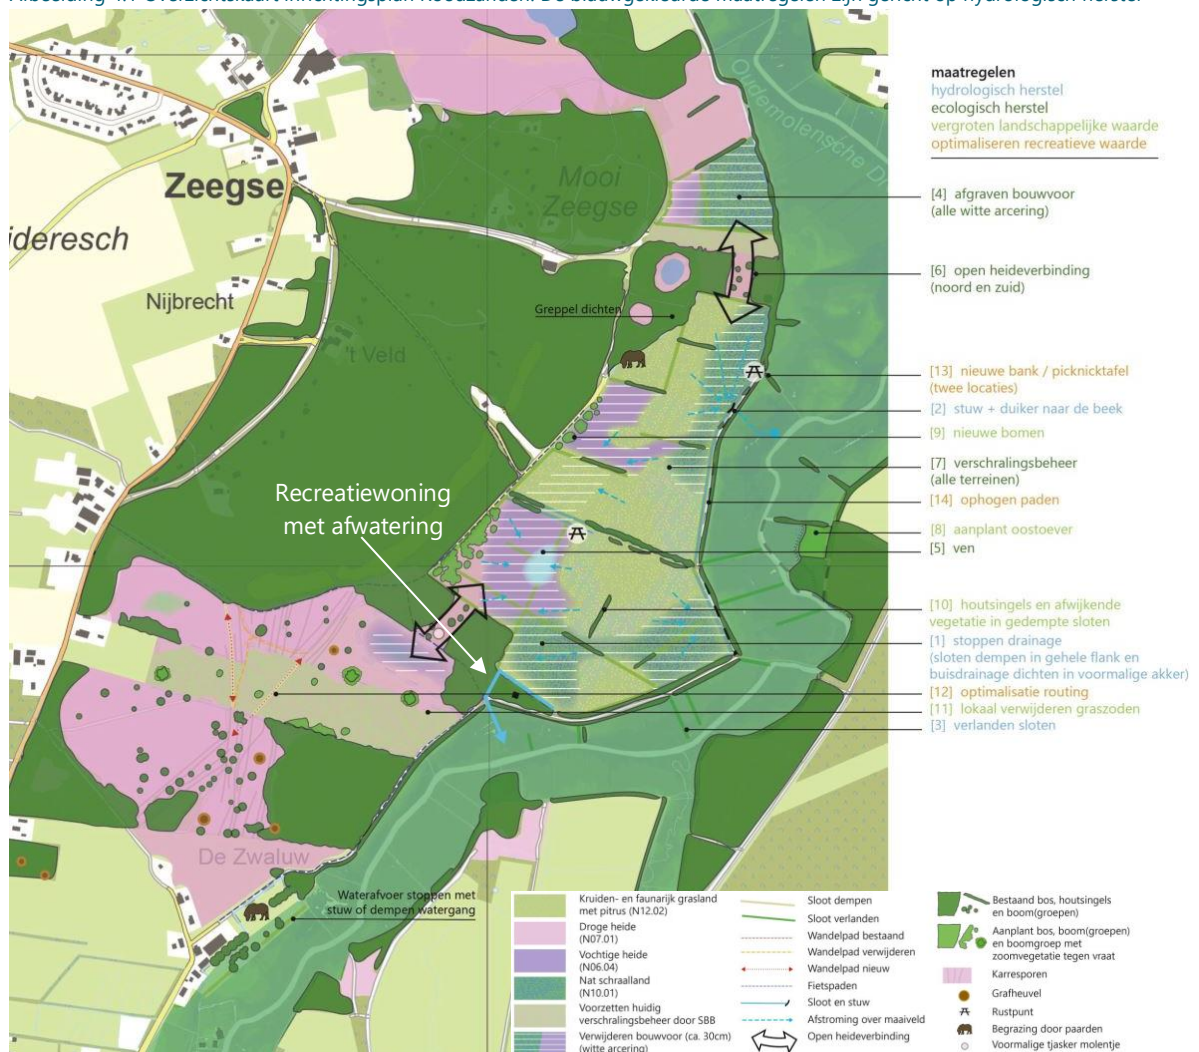 Zeegse
ideresch
Nijbrecht
't Veld
Mooi
Zeegse
Oudemolensche Di
Greppel dichten
Recreatiewoning
met afwatering
De Zwaluw
Waterafvoer stoppen met
stuw of dempen watergang
maatregelen
hydrologisch herstel
ecologisch herstel
vergroten landschappelijke waarde
optimaliseren recreatieve waarde
[4] afgraven bouwvoor
(alle witte arcering)
[6] open heideverbinding
(noord en zuid)
[13] nieuwe bank / picknicktafel
(twee locaties)
[2] stuw + duiker naar de beek
[9] nieuwe bomen
[7] verschralingsbeheer
(alle terreinen)
[14] ophogen paden
[8] aanplant oostoever
[5] ven
[10] houtsingels en afwijkende
vegetatie in gedempte sloten
[1] stoppen drainage
(sloten dempen in gehele flank en
buisdrainage dichten in voormalige akker)
[12] optimalisatie routing
[11] lokaal verwijderen graszoden
[3] verlanden sloten
Kruiden- en faunarijk grasland
met pitrus (N12.02)
Droge heide
(N07.01)
Vochtige heide
(N06.04)
Nat schraalland
(N10.01)
Voorzetten huidig
verschralingsbeheer door SBB
Verwijderen bouwvoor (ca. 30cm)
(witte arcering)
Sloot dempen
Sloot verlanden
Wandelpad bestaand
Wandelpad verwijderen
Wandelpad nieuw
Fietspaden
Sloot en stuw
Afstroming over maaiveld
Open heideverbinding
Bestaand bos, houtsingels
en boom(groepen)
Aanplant bos, boom(groepen)
en boomgroep met
zoomvegetatie tegen vraat
Karresporen
Grafheuvel
Rustpunt
Begrazing door paarden
Voormalige tjasker molentje